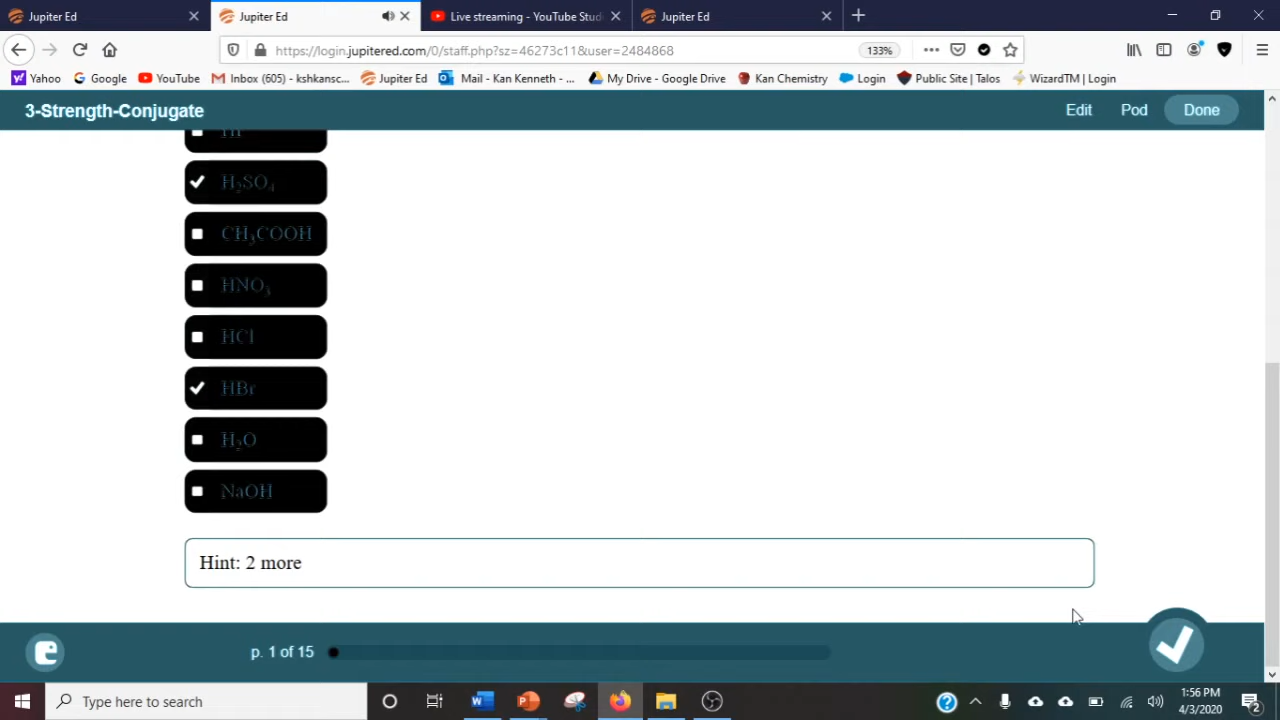 Jupiter Ed
Jupiter Ed
Live streaming - YouTube Stud
Jupiter Ed
https://login.jupitered.com/0/staff.php?sz=46273c11&user=2484868
133%
Yahoo
Google
YouTube
Inbox (605) - kshkansc...
Jupiter Ed
Mail - Kan Kenneth - ...
My Drive - Google Drive
Kan Chemistry
Login
Public Site | Talos
WizardTM | Login
3-Strength-Conjugate
Edit
Pod
Done
H₂SO₄
CH₃COOH
HNO₃
HCl
HBr
H₂O
NaOH
Hint: 2 more
p. 1 of 15
Type here to search
1:56 PM
4/3/2020
2